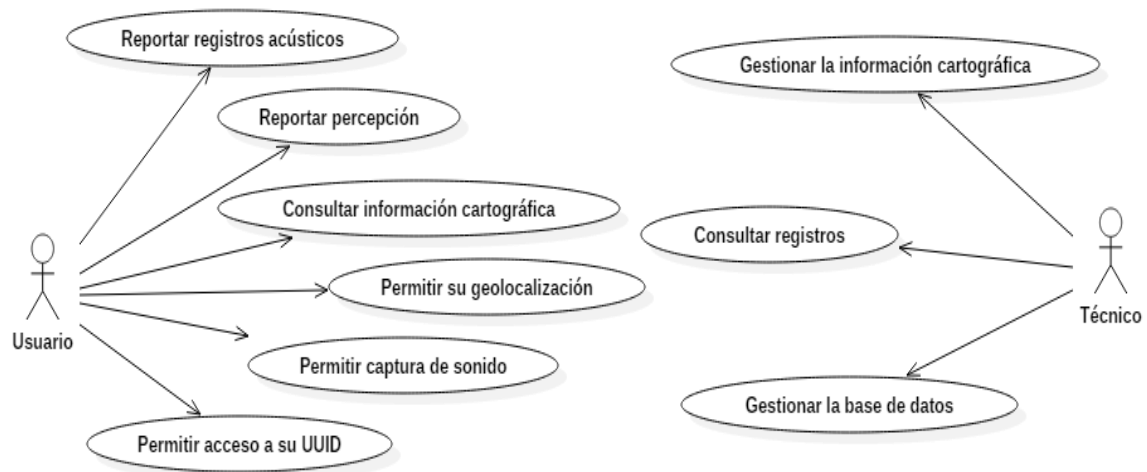 Reportar registros acústicos
Gestionar la información cartográfica
Reportar percepción
Consultar información cartográfica
Consultar registros
Permitir su geolocalización
Usuario
Técnico
Permitir captura de sonido
Gestionar la base de datos
Permitir acceso a su UUID